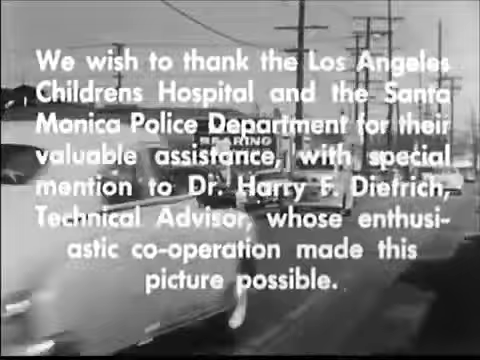 We wish to thank the Los Angeles
Childrens Hospital and the Santa
Monica Police Department for their
valuable assistance, with special
mention to Dr. Harry F. Dietrich,
Technical Advisor, whose enthusi-
astic co-operation made this
picture possible.
BEARING